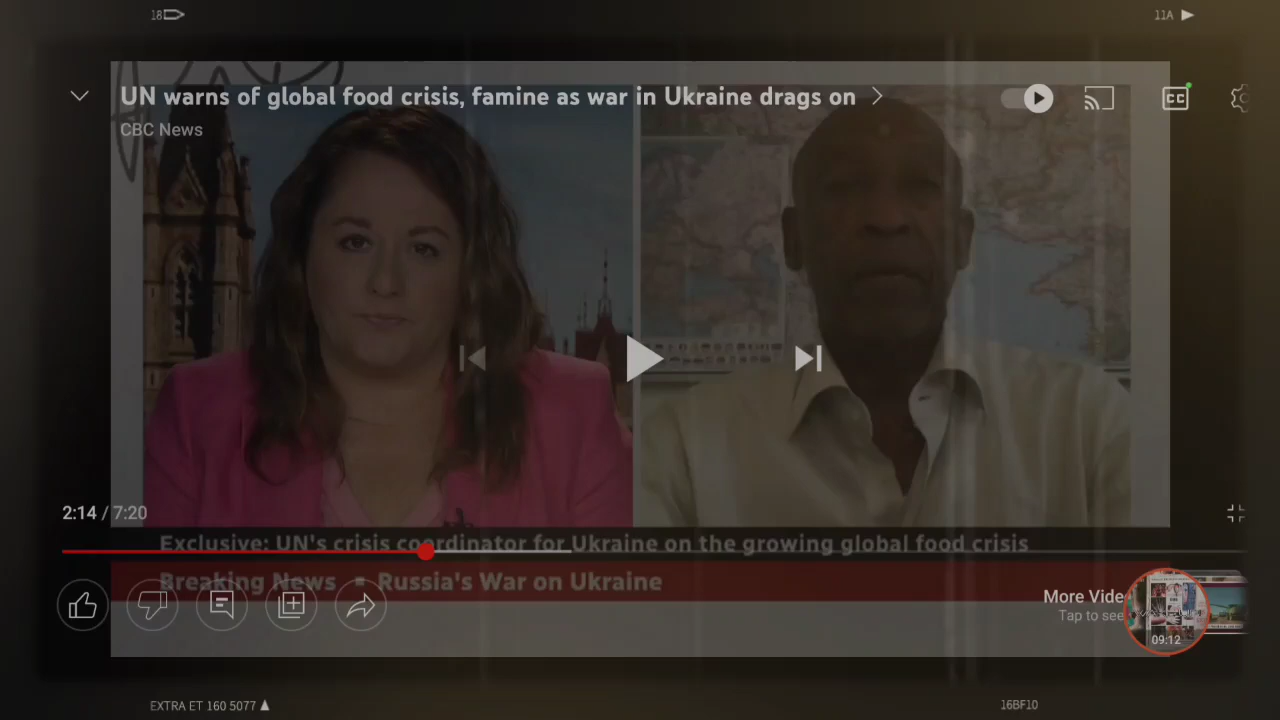 18
11A
UN warns of global food crisis, famine as war in Ukraine drags on
CBC News
CC
2:14 / 7:20
Exclusive: UN's crisis coordinator for Ukraine on the growing global food crisis
Breaking News ▪ Russia's War on Ukraine
More Vide
Tap to see
09:12
EXTRA ET 160 5077
16BF10